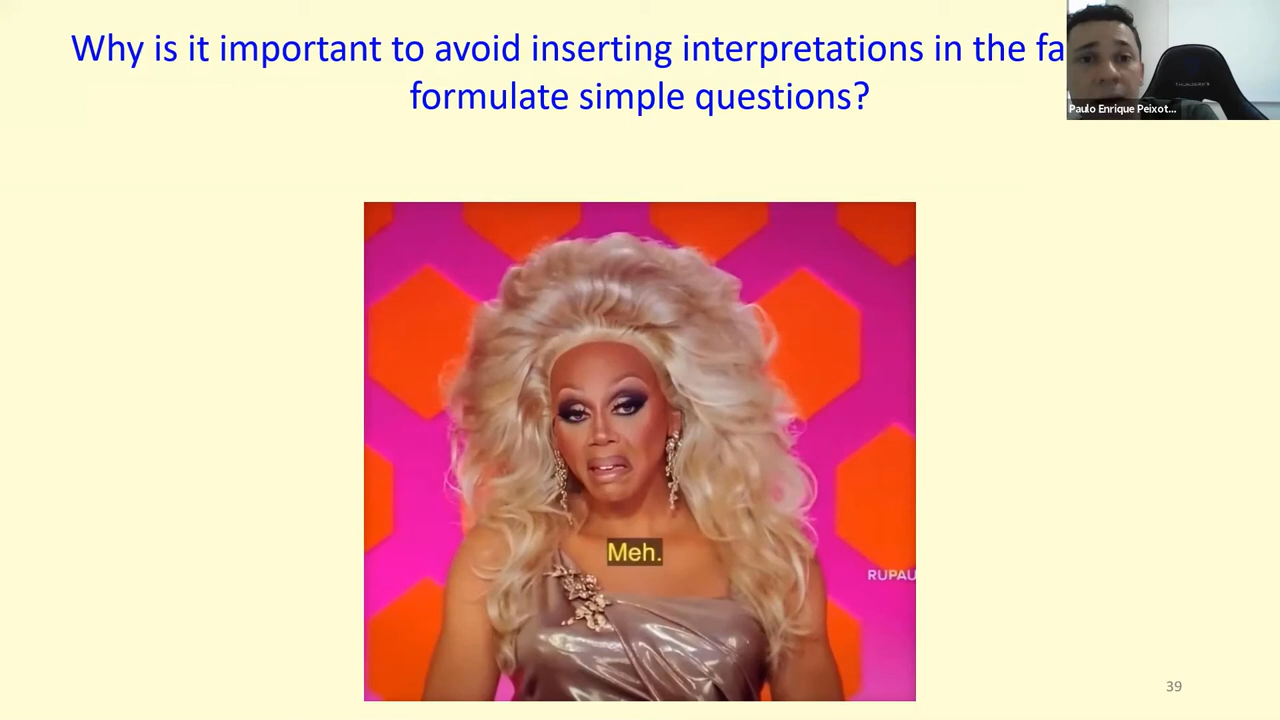 Why is it important to avoid inserting interpretations in the fa
formulate simple questions?
Paulo Enrique Peixot...
Meh.
RUPAU
39